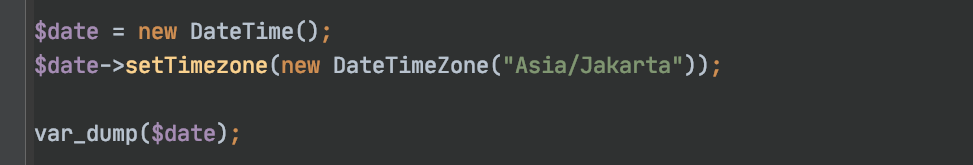 $date = new DateTime();
$date->setTimezone(new DateTimeZone("Asia/Jakarta"));
var_dump($date);